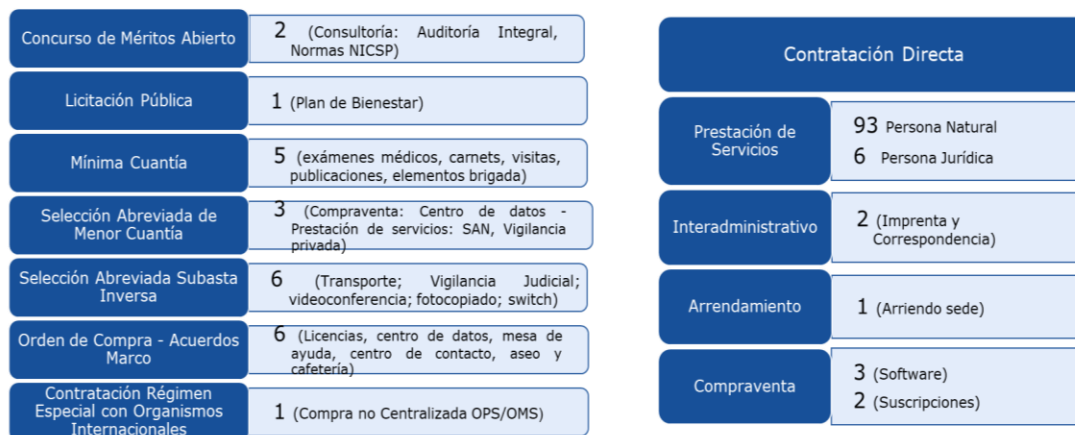 Concurso de Méritos Abierto
2 (Consultoría: Auditoría Integral,
Normas NICSP)
Licitación Pública
1 (Plan de Bienestar)
Mínima Cuantía
5 (exámenes médicos, carnets, visitas,
publicaciones, elementos brigada)
Selección Abreviada de
Menor Cuantía
3 (Compraventa: Centro de datos -
Prestación de servicios: SAN, Vigilancia
privada)
Selección Abreviada Subasta
Inversa
6 (Transporte; Vigilancia Judicial;
videoconferencia; fotocopiado; switch)
Orden de Compra - Acuerdos
Marco
6 (Licencias, centro de datos, mesa de
ayuda, centro de contacto, aseo y
cafetería)
Contratación Régimen
Especial con Organismos
Internacionales
1 (Compra no Centralizada OPS/OMS)
Contratación Directa
Prestación de
Servicios
93 Persona Natural
6 Persona Jurídica
Interadministrativo
2 (Imprenta y
Correspondencia)
Arrendamiento
1 (Arriendo sede)
Compraventa
3 (Software)
2 (Suscripciones)